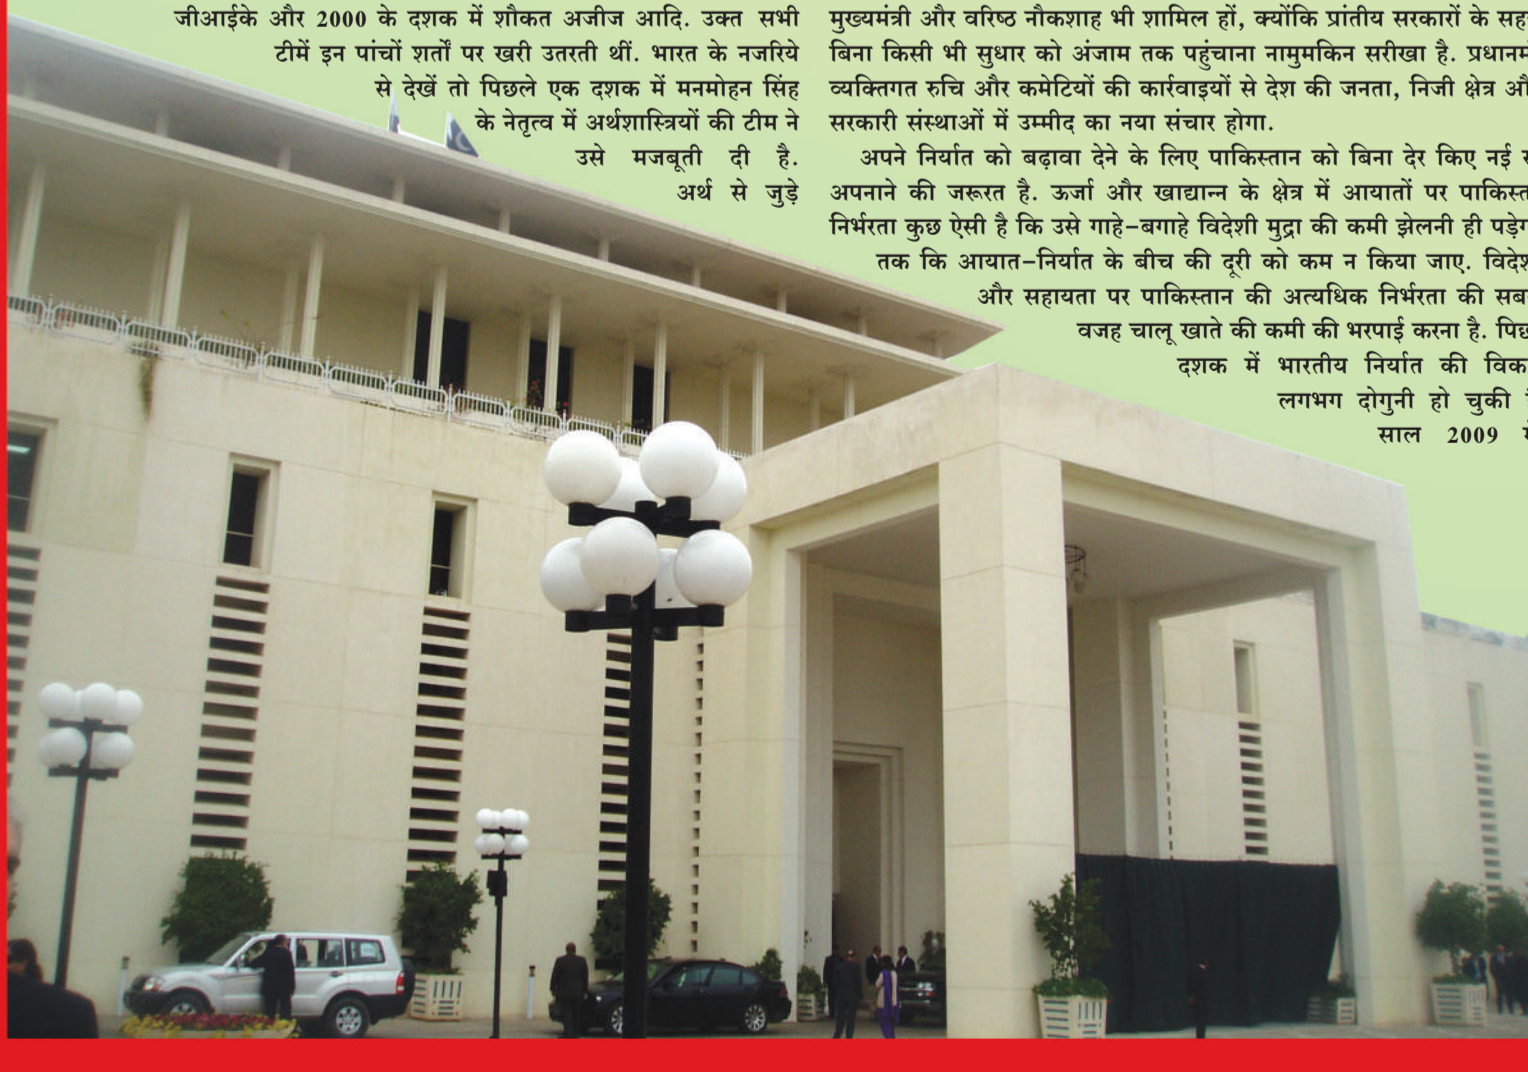 जीआईके और 2000 के दशक में शौकत अजीज आदि. उक्त सभी
टीमें इन पांचों शर्तों पर खरी उतरती थीं. भारत के नजरिये
से देखें तो पिछले एक दशक में मनमोहन सिंह
के नेतृत्व में अर्थशास्त्रियों की टीम ने
उसे मजबूती दी है.
अर्थ से जुड़े
मुख्यमंत्री और वरिष्ठ नौकशाह भी शामिल हों, क्योंकि प्रांतीय सरकारों के
बिना किसी भी सुधार को अंजाम तक पहुंचाना नामुमकिन सरीखा है.
व्यक्तिगत रुचि और कमेटियों की कार्रवाइयों से देश की जनता, निजी क्षेत्र
सरकारी संस्थाओं में उम्मीद का नया संचार होगा.
अपने निर्यात को बढ़ावा देने के लिए पाकिस्तान को बिना देर किए नई
अपनाने की जरूरत है. ऊर्जा और खाद्यान्न के क्षेत्र में आयातों पर
निर्भरता कुछ ऐसी है कि उसे गाहे-बगाहे विदेशी मुद्रा की कमी झेलनी ही
तक कि आयात-निर्यात के बीच की दूरी को कम न किया जाए.
और सहायता पर पाकिस्तान की अत्यधिक निर्भरता की
वजह चालू खाते की कमी की भरपाई करना है.
दशक में भारतीय निर्यात की
लगभग दोगुनी हो चुकी
साल 2009